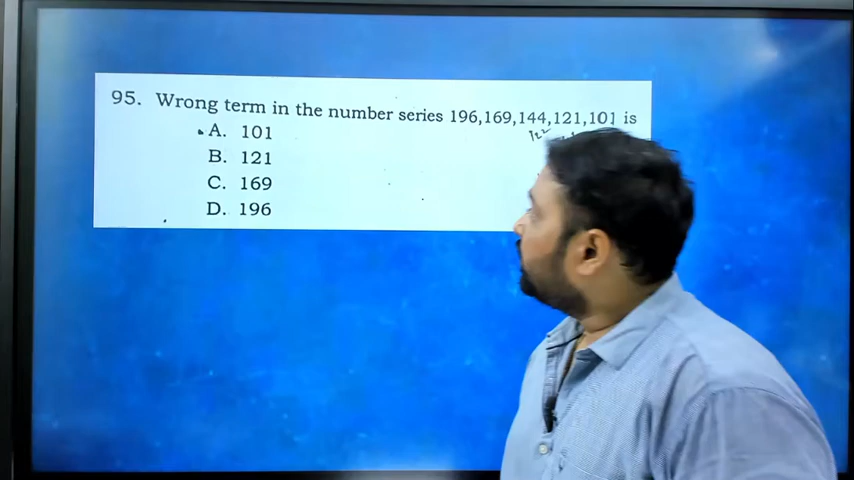 95. Wrong term in the number series 196,169,144,121,101 is
A. 101
B. 121
C. 169
D. 196